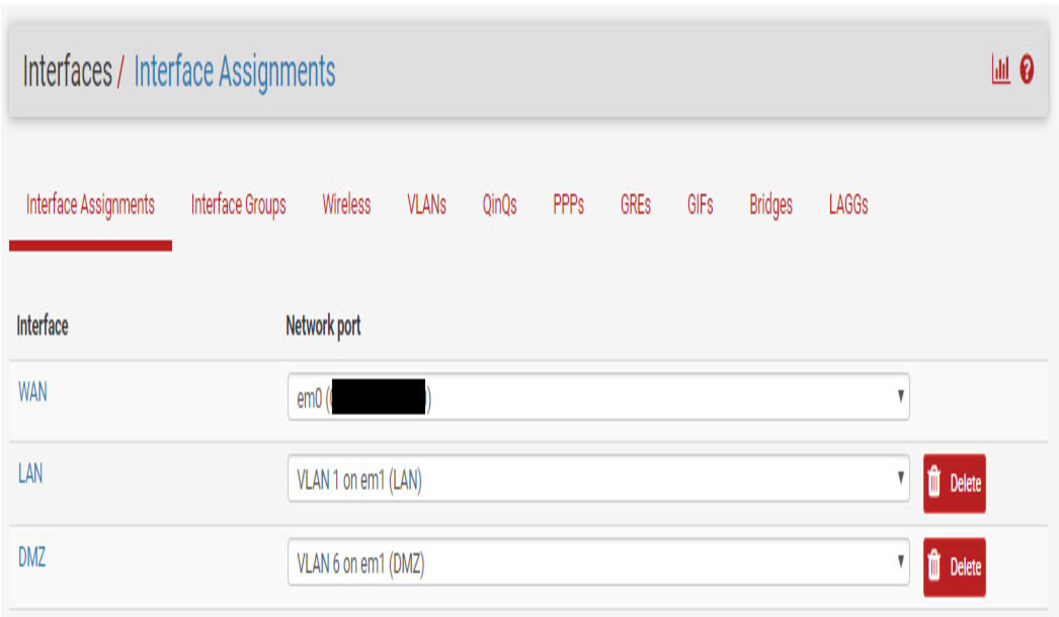 Interfaces / Interface Assignments
Interface Assignments Interface Groups Wireless VLANs QinQs PPPs GREs GIFs Bridges LAGGs
Interface Network port
WAN em0 ( )
LAN VLAN 1 on em1 (LAN) Delete
DMZ VLAN 6 on em1 (DMZ) Delete